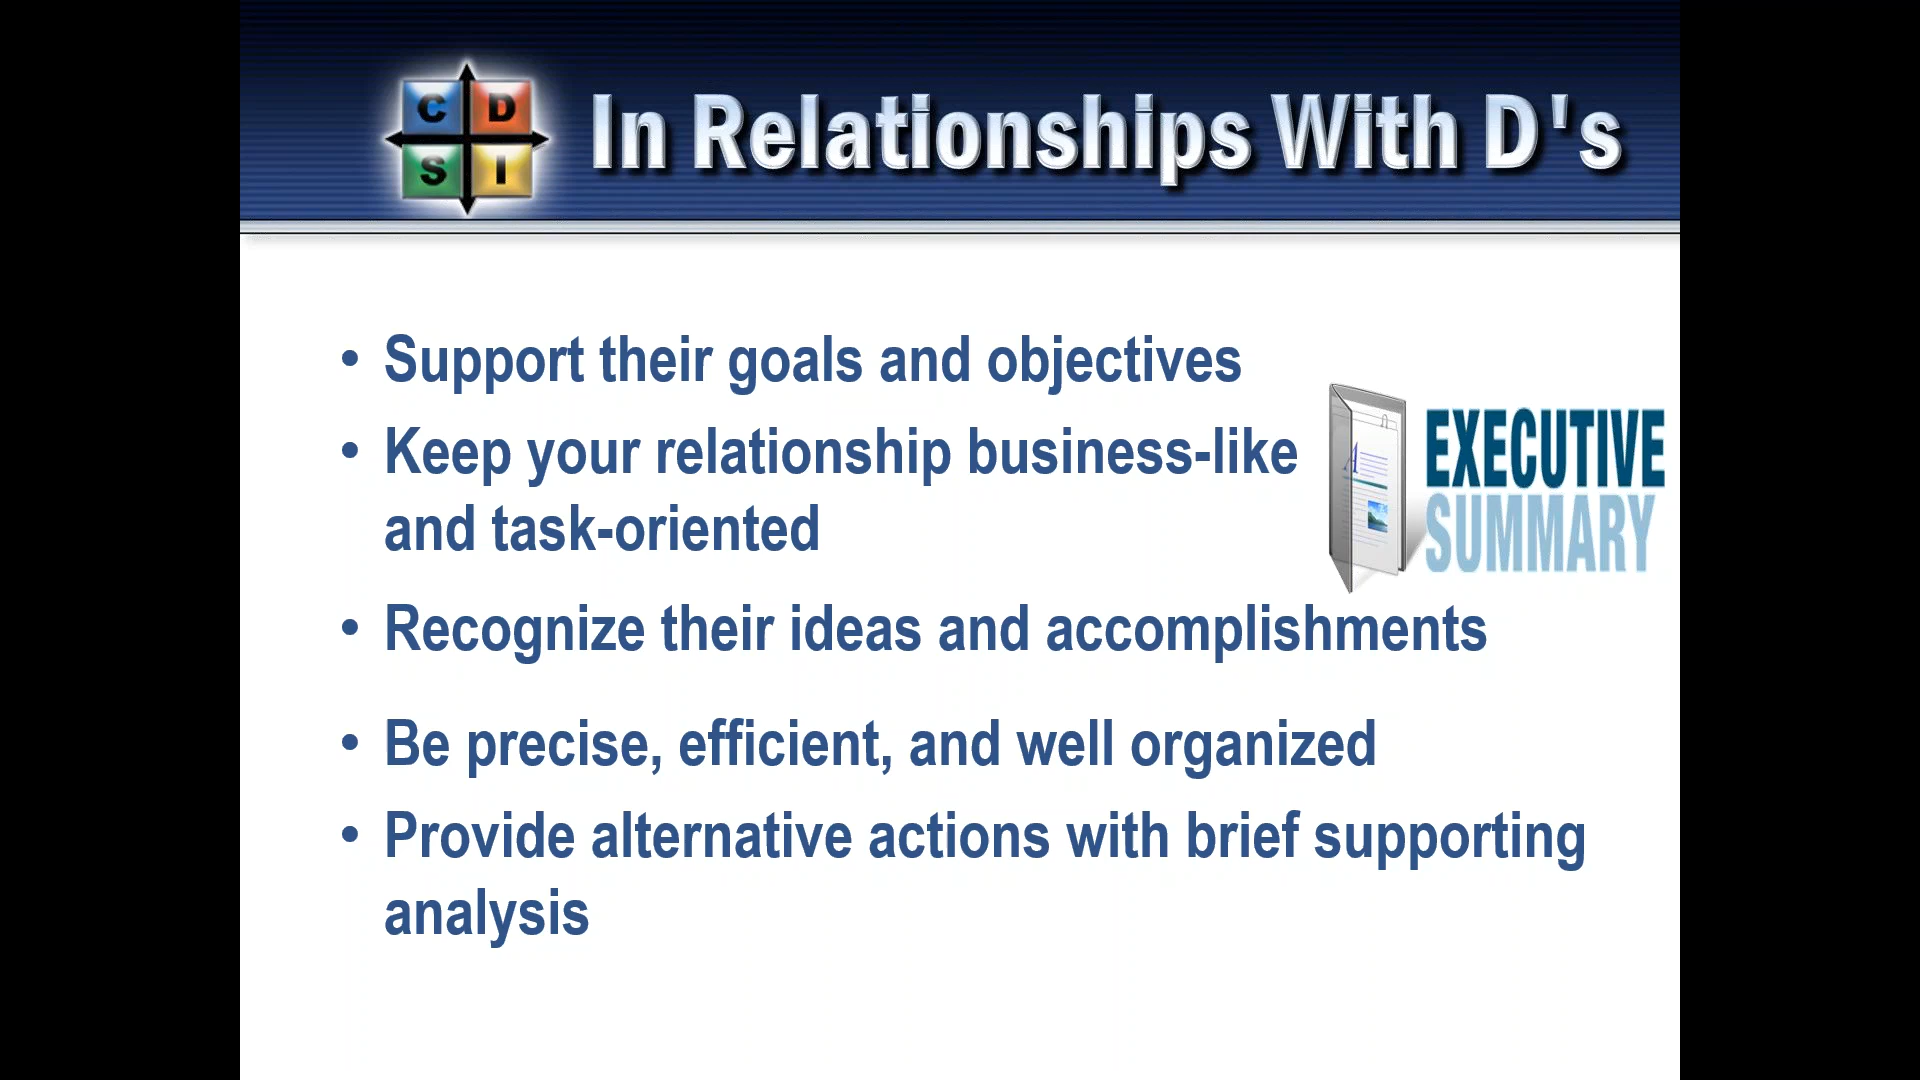 C D
S I
In Relationships With D's
• Support their goals and objectives
• Keep your relationship business-like
and task-oriented
EXECUTIVE
SUMMARY
• Recognize their ideas and accomplishments
• Be precise, efficient, and well organized
• Provide alternative actions with brief supporting
analysis